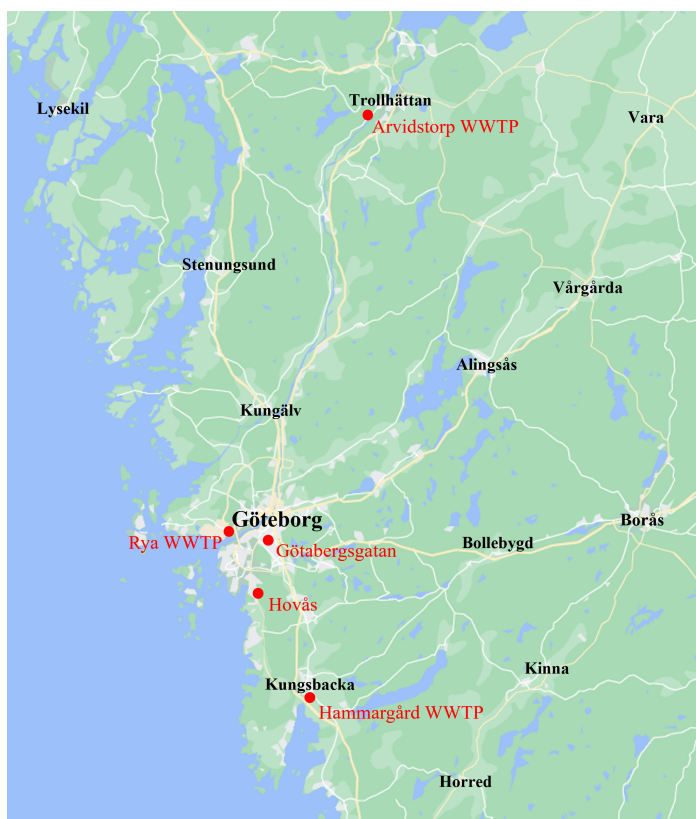 Trollhättan
Lysekil
Vara
Arvidstorp WWTP
Stenungsund
Vårgårda
Alingsås
Kungälv
Göteborg
Borås
Rya WWTP
Bollebygd
Götabergsgatan
Hovås
Kinna
Kungsbacka
Hammargård WWTP
Horred